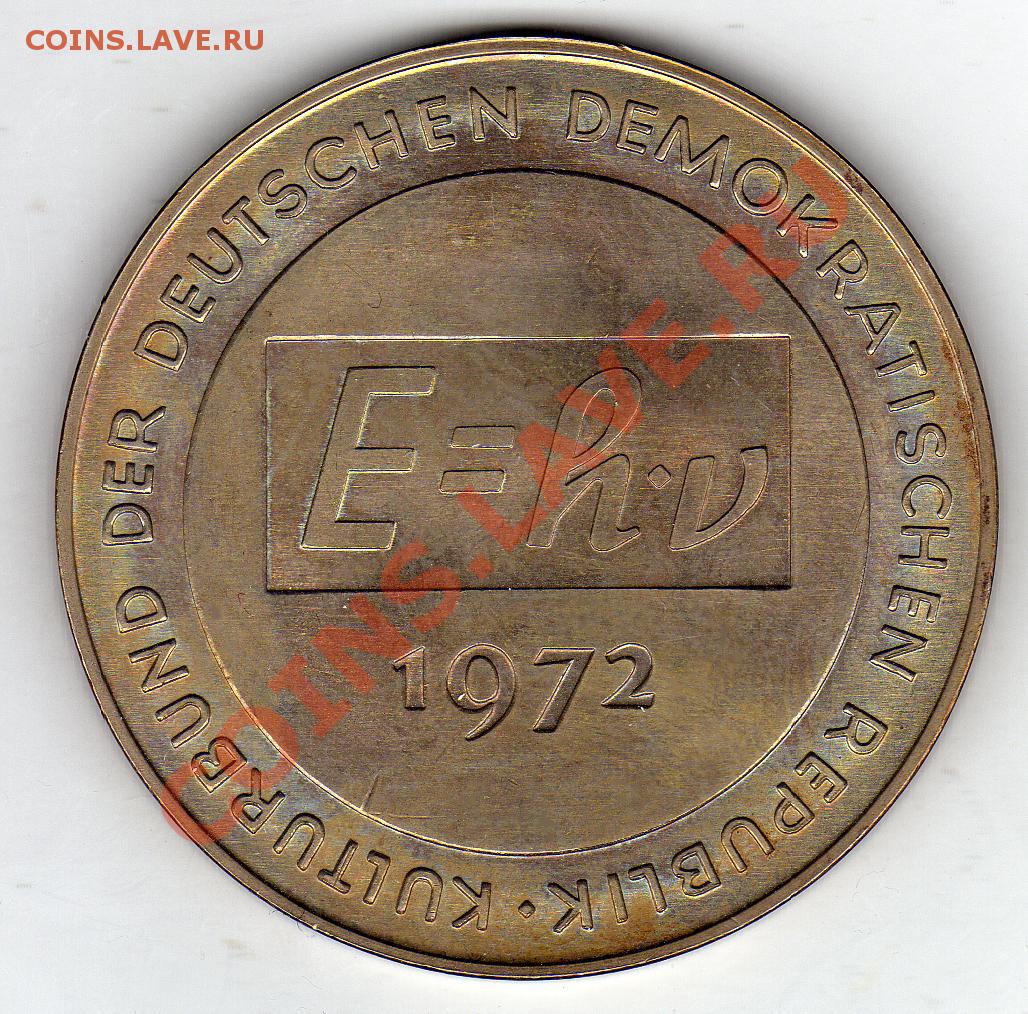 COINS.LAVE.RU
KULTURBUND DER DEUTSCHEN DEMOKRATISCHEN REPUBLIK ·
E=h·ν
1972
COINS.LAVE.RU